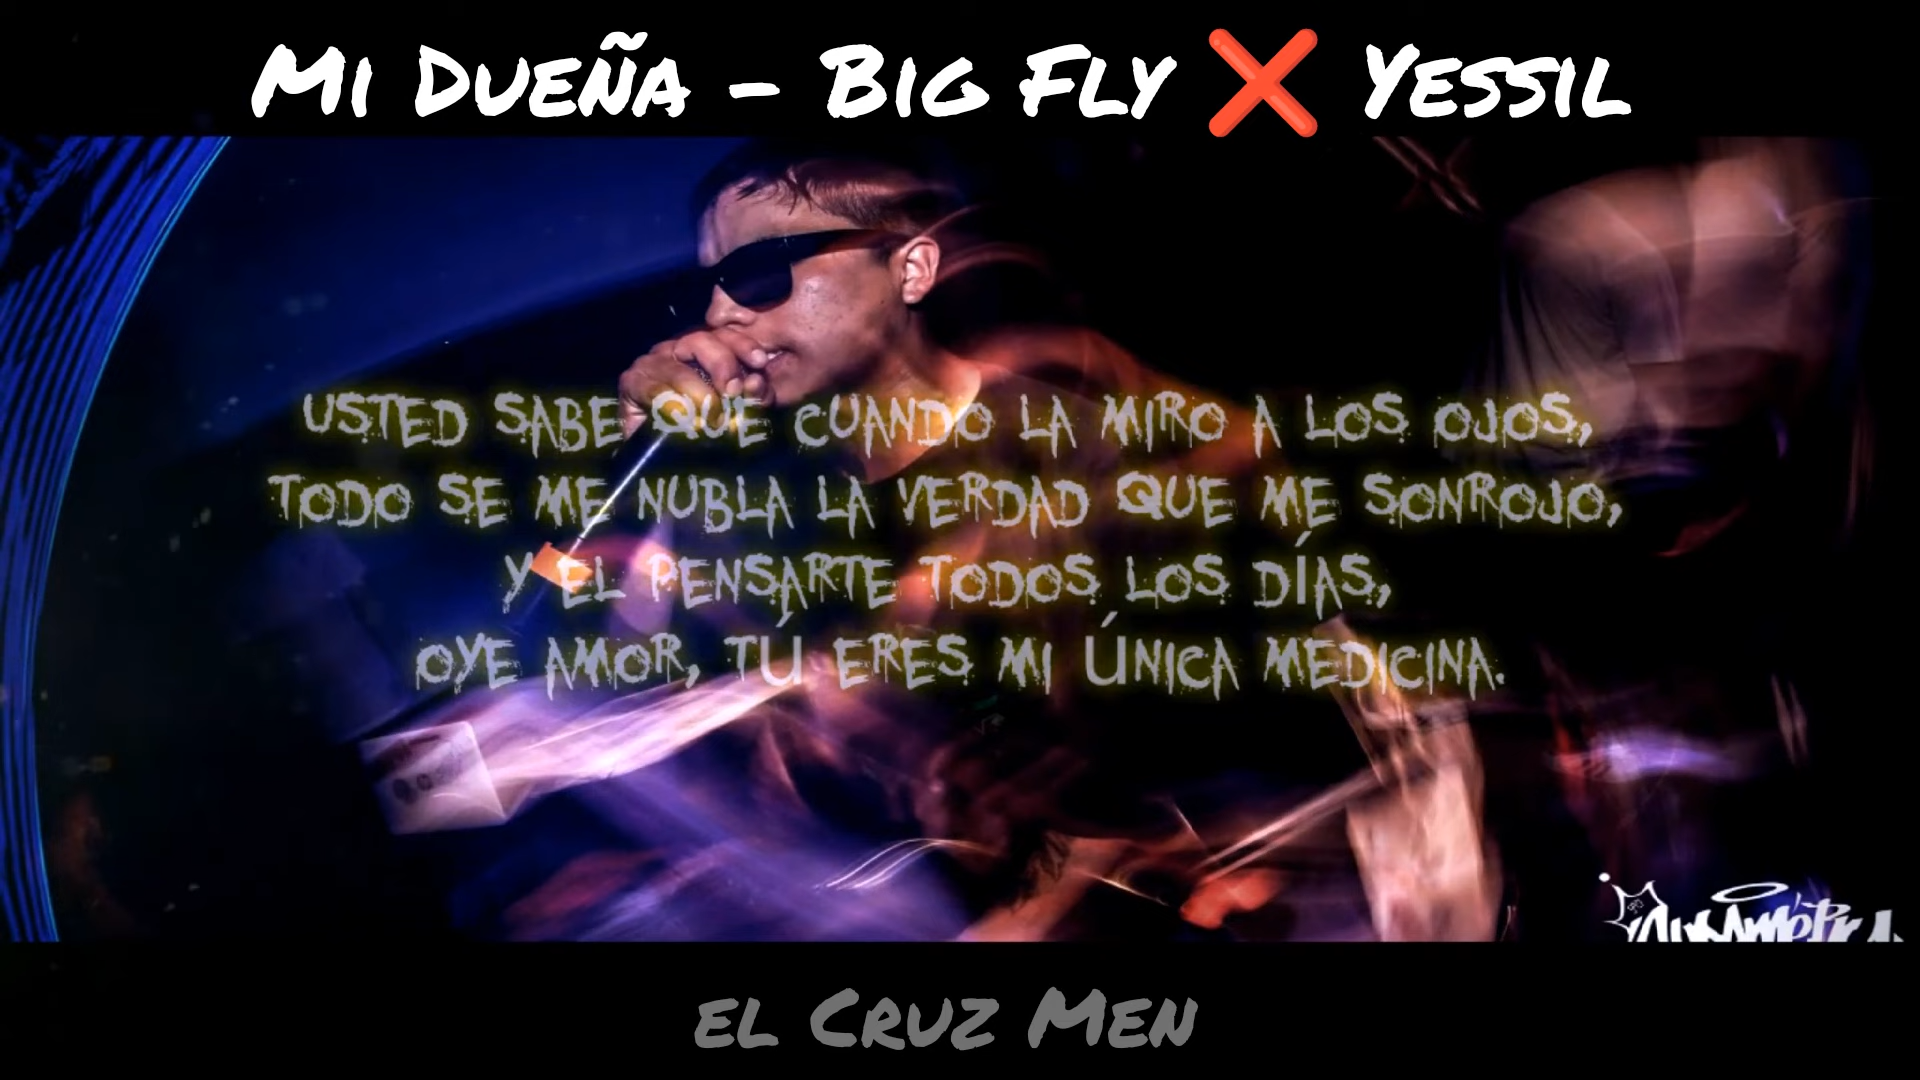 Mi Dueña - Big Fly ❌ Yessil
USTED SABE QUE CUANDO LA MIRO A LOS OJOS,
TODO SE ME NUBLA LA VERDAD QUE ME SONROJO,
Y EL PENSARTE TODOS LOS DÍAS,
OYE AMOR, TÚ ERES MI ÚNICA MEDICINA.
el Cruz Men